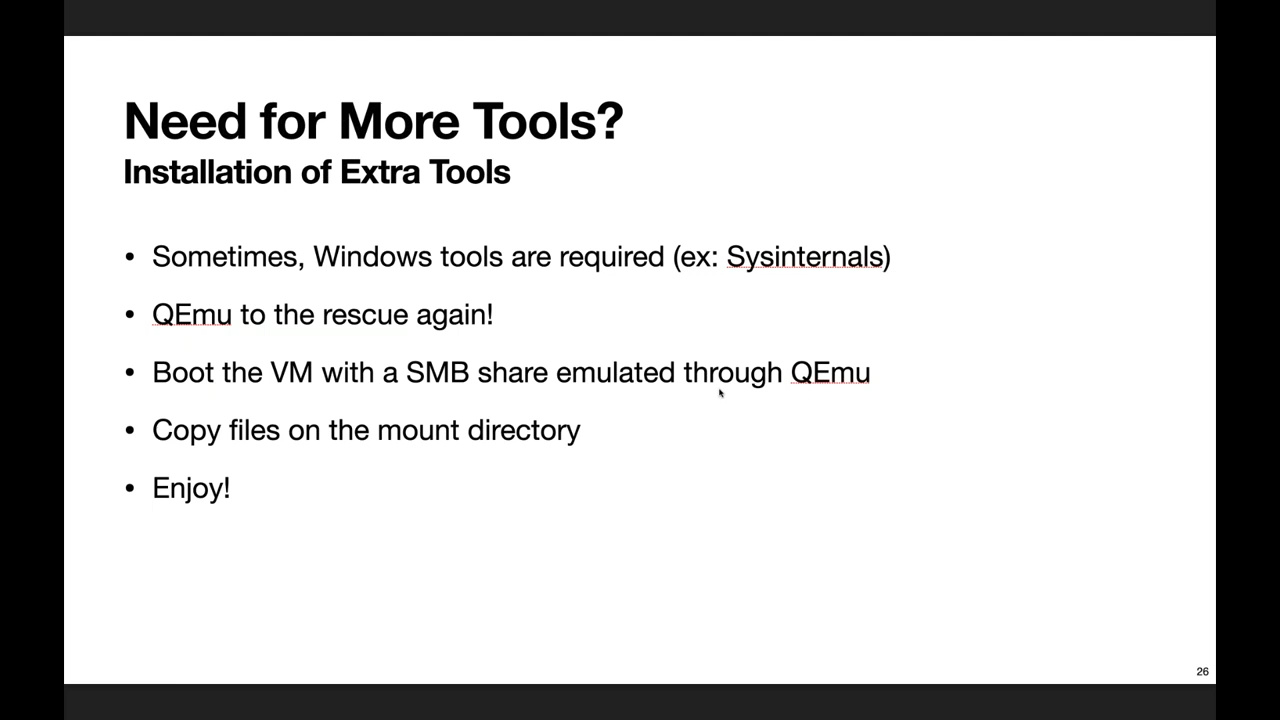 Need for More Tools?
Installation of Extra Tools
• Sometimes, Windows tools are required (ex: Sysinternals)
• QEmu to the rescue again!
• Boot the VM with a SMB share emulated through QEmu
• Copy files on the mount directory
• Enjoy!
26